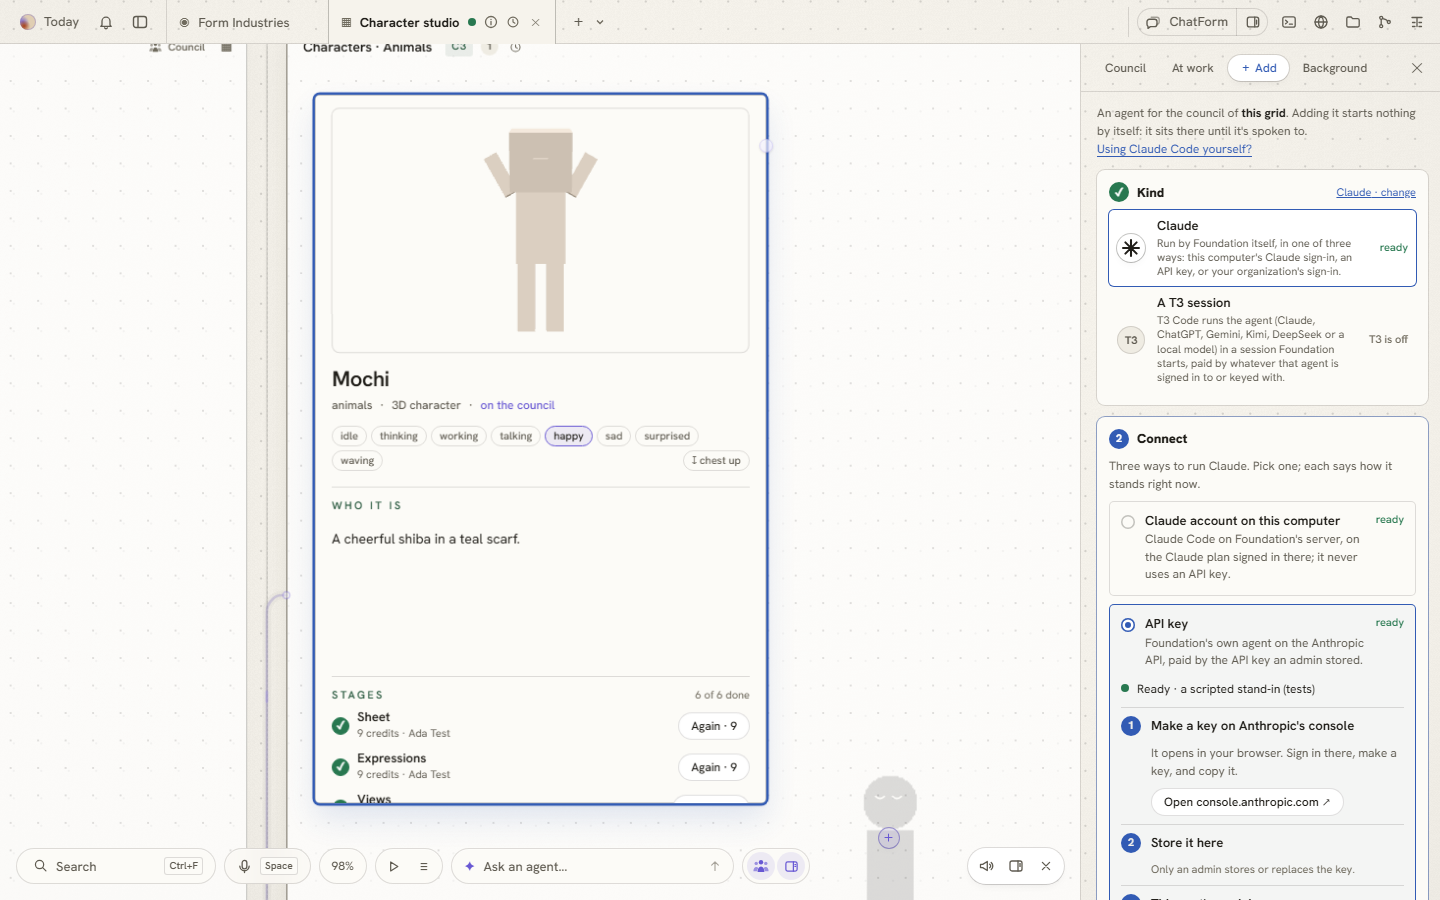 Today
Form Industries
Character studio
ChatForm
Council
Characters · Animals C3 1
Mochi
animals · 3D character · on the council
idle thinking working talking happy sad surprised
waving chest up
WHO IT IS
A cheerful shiba in a teal scarf.
STAGES 6 of 6 done
Sheet
9 credits · Ada Test
Again · 9
Expressions
9 credits · Ada Test
Again · 9
Views
Search Ctrl+F
Space
98%
Ask an agent...
Council At work + Add Background
An agent for the council of this grid. Adding it starts nothing
by itself: it sits there until it's spoken to.
Using Claude Code yourself?
Kind Claude · change
Claude
Run by Foundation itself, in one of three
ways: this computer's Claude sign-in, an
API key, or your organization's sign-in.
ready
A T3 session
T3 Code runs the agent (Claude,
ChatGPT, Gemini, Kimi, DeepSeek or a
local model) in a session Foundation
starts, paid by whatever that agent is
signed in to or keyed with.
T3
T3 is off
2 Connect
Three ways to run Claude. Pick one; each says how it
stands right now.
Claude account on this computer ready
Claude Code on Foundation's server, on
the Claude plan signed in there; it never
uses an API key.
API key ready
Foundation's own agent on the Anthropic
API, paid by the API key an admin stored.
Ready · a scripted stand-in (tests)
1 Make a key on Anthropic's console
It opens in your browser. Sign in there, make a
key, and copy it.
Open console.anthropic.com ↗
2 Store it here
Only an admin stores or replaces the key.